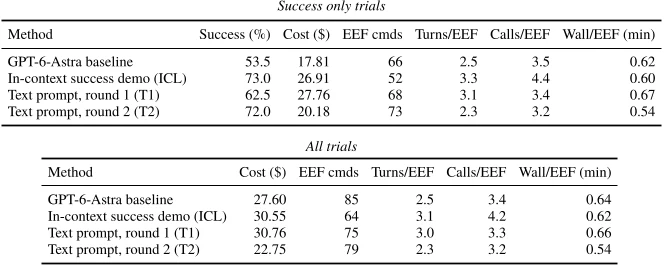 Success only trials
Method Success (%) Cost ($) EEF cmds Turns/EEF Calls/EEF Wall/EEF (min)
GPT-6-Astra baseline 53.5 17.81 66 2.5 3.5 0.62
In-context success demo (ICL) 73.0 26.91 52 3.3 4.4 0.60
Text prompt, round 1 (T1) 62.5 27.76 68 3.1 3.4 0.67
Text prompt, round 2 (T2) 72.0 20.18 73 2.3 3.2 0.54
All trials
Method Cost ($) EEF cmds Turns/EEF Calls/EEF Wall/EEF (min)
GPT-6-Astra baseline 27.60 85 2.5 3.4 0.64
In-context success demo (ICL) 30.55 64 3.1 4.2 0.62
Text prompt, round 1 (T1) 30.76 75 3.0 3.3 0.66
Text prompt, round 2 (T2) 22.75 79 2.3 3.2 0.54